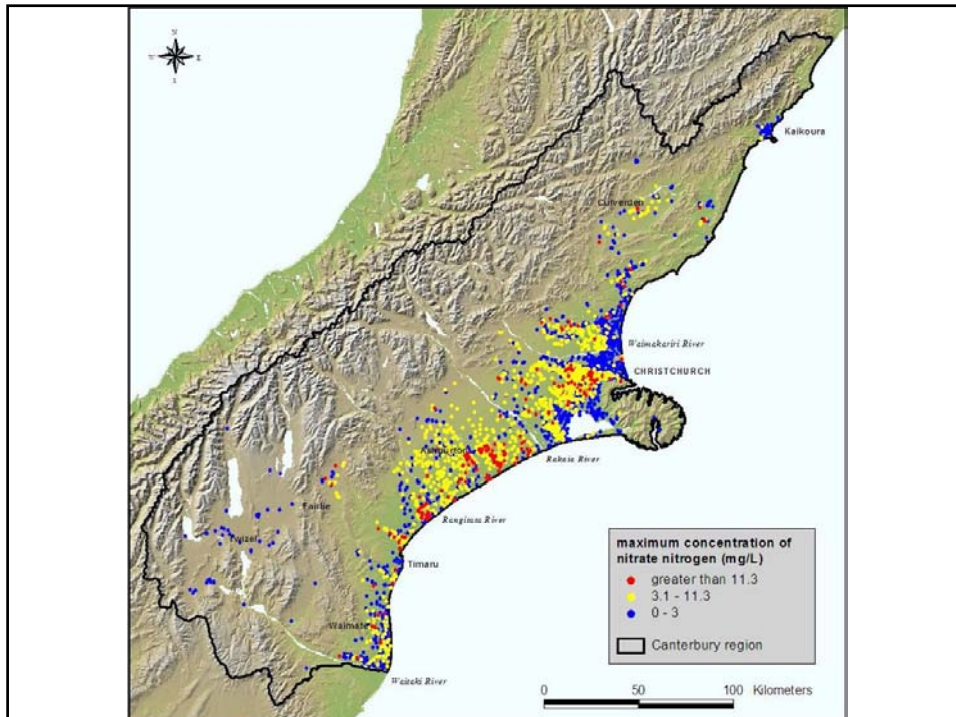 N
W E
S
Kaikoura
Culverden
Waimakariri River
CHRISTCHURCH
Ashburton
Rakaia River
Fairlie
Rangitata River
Twizel
Timaru
Waimate
Waitaki River
maximum concentration of
nitrate nitrogen (mg/L)
greater than 11.3
3.1 - 11.3
0 - 3
Canterbury region
0 50 100 Kilometers